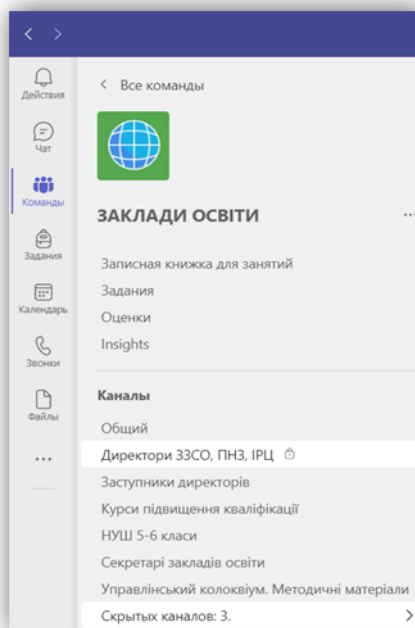 Все команды
Действия
Чат
Команды
Задания
Календарь
Звонки
Файлы
ЗАКЛАДИ ОСВІТИ
Записная книжка для занятий
Задания
Оценки
Insights
Каналы
Общий
Директори ЗЗСО, ПНЗ, ІРЦ
Заступники директорів
Курси підвищення кваліфікації
НУШ 5-6 класи
Секретарі закладів освіти
Управлінський колоквіум. Методичні матеріали
Скрытых каналов: 3.